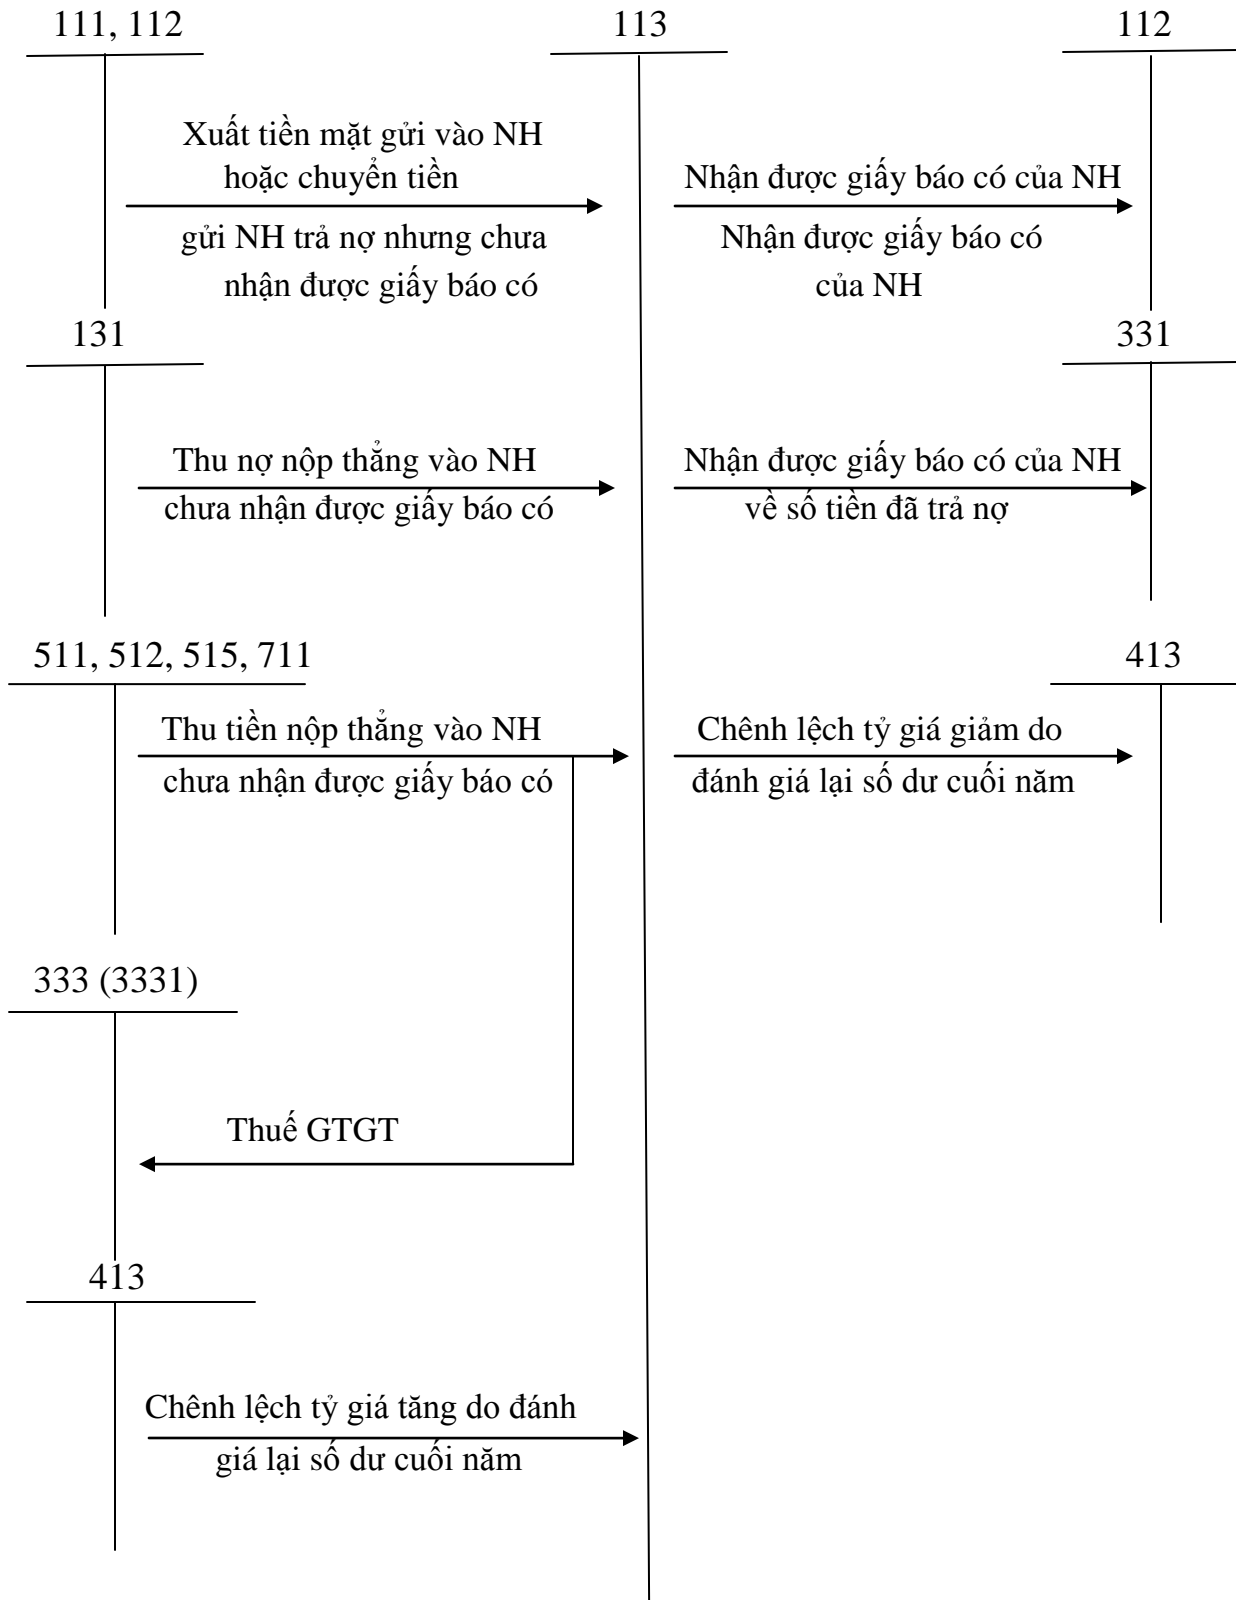 111, 112
113
112
Xuất tiền mặt gửi vào NH
hoặc chuyển tiền
gửi NH trả nợ nhưng chưa
nhận được giấy báo có
Nhận được giấy báo có của NH
Nhận được giấy báo có
của NH
131
331
Thu nợ nộp thẳng vào NH
chưa nhận được giấy báo có
Nhận được giấy báo có của NH
về số tiền đã trả nợ
511, 512, 515, 711
413
Thu tiền nộp thẳng vào NH
chưa nhận được giấy báo có
Chênh lệch tỷ giá giảm do
đánh giá lại số dư cuối năm
333 (3331)
Thuế GTGT
413
Chênh lệch tỷ giá tăng do đánh
giá lại số dư cuối năm